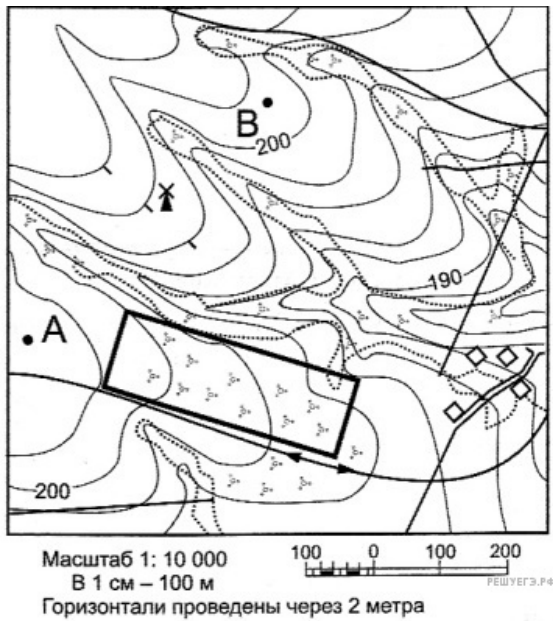 В
200
190
А
200
Масштаб 1: 10 000
В 1 см – 100 м
100 0 100 200
РЕШУЕГЭ.РФ
Горизонтали проведены через 2 метра